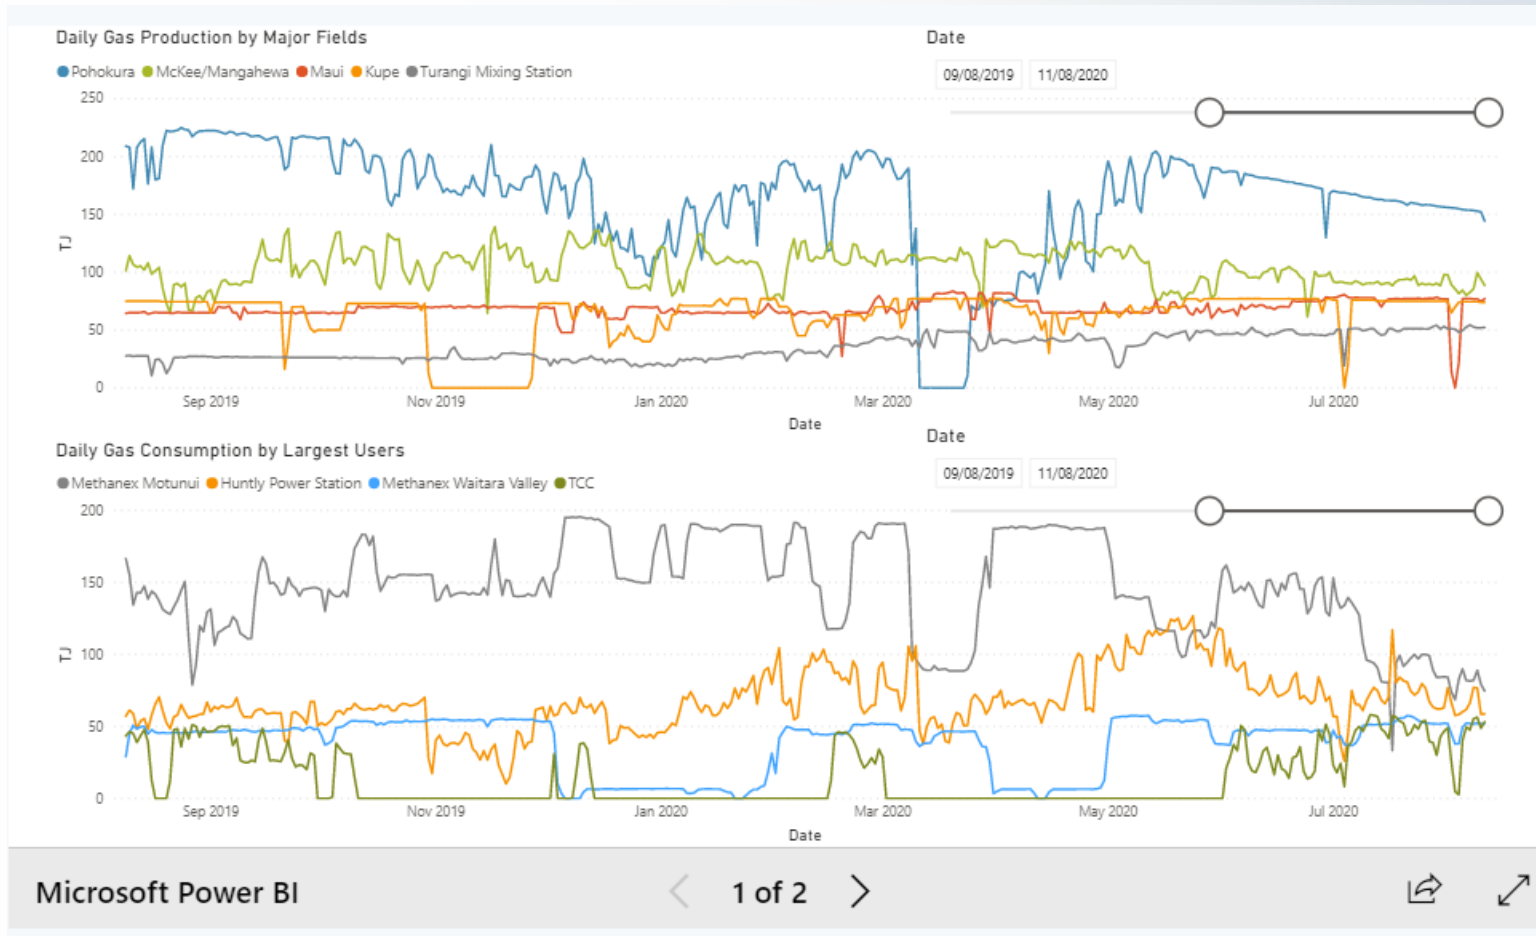 Daily Gas Production by Major Fields
Date
Pohokura McKee/Mangahewa Maui Kupe Turangi Mixing Station
09/08/2019 11/08/2020
250
200
150
TJ
100
50
0
Sep 2019 Nov 2019 Jan 2020 Mar 2020 May 2020 Jul 2020
Date
Daily Gas Consumption by Largest Users
Date
Methanex Motunui Huntly Power Station Methanex Waitara Valley TCC
09/08/2019 11/08/2020
200
150
TJ
100
50
0
Sep 2019 Nov 2019 Jan 2020 Mar 2020 May 2020 Jul 2020
Date
Microsoft Power BI
1 of 2